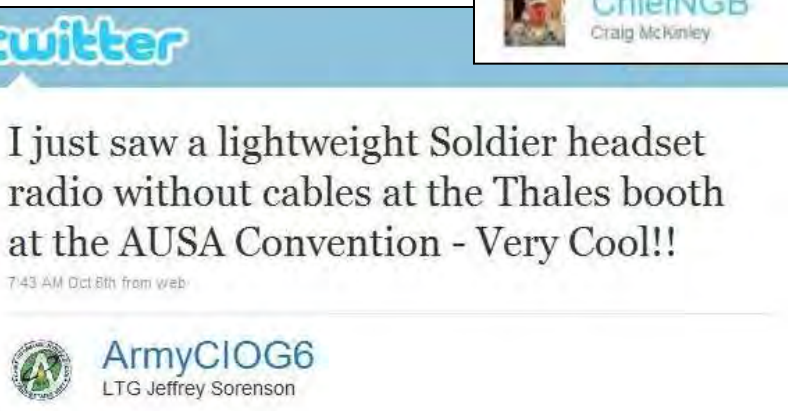 twitter
ChiefNGB
Craig McKinley
I just saw a lightweight Soldier headset
radio without cables at the Thales booth
at the AUSA Convention - Very Cool!!
7:43 AM Oct 6th from web
ArmyCIOG6
LTG Jeffrey Sorenson